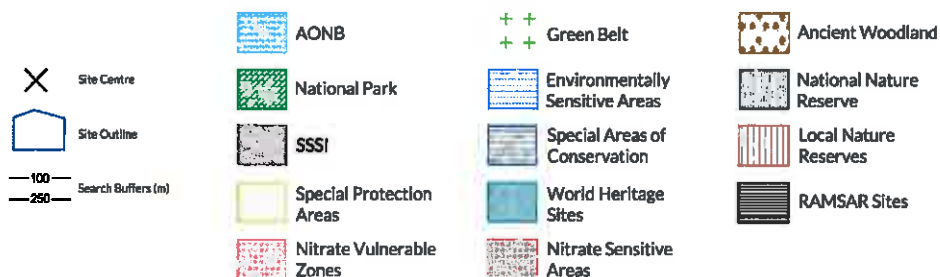 Site Centre
Site Outline
100
250
Search Buffers (m)
AONB
National Park
SSSI
Special Protection
Areas
Nitrate Vulnerable
Zones
Green Belt
Environmentally
Sensitive Areas
Special Areas of
Conservation
World Heritage
Sites
Nitrate Sensitive
Areas
Ancient Woodland
National Nature
Reserve
Local Nature
Reserves
RAMSAR Sites